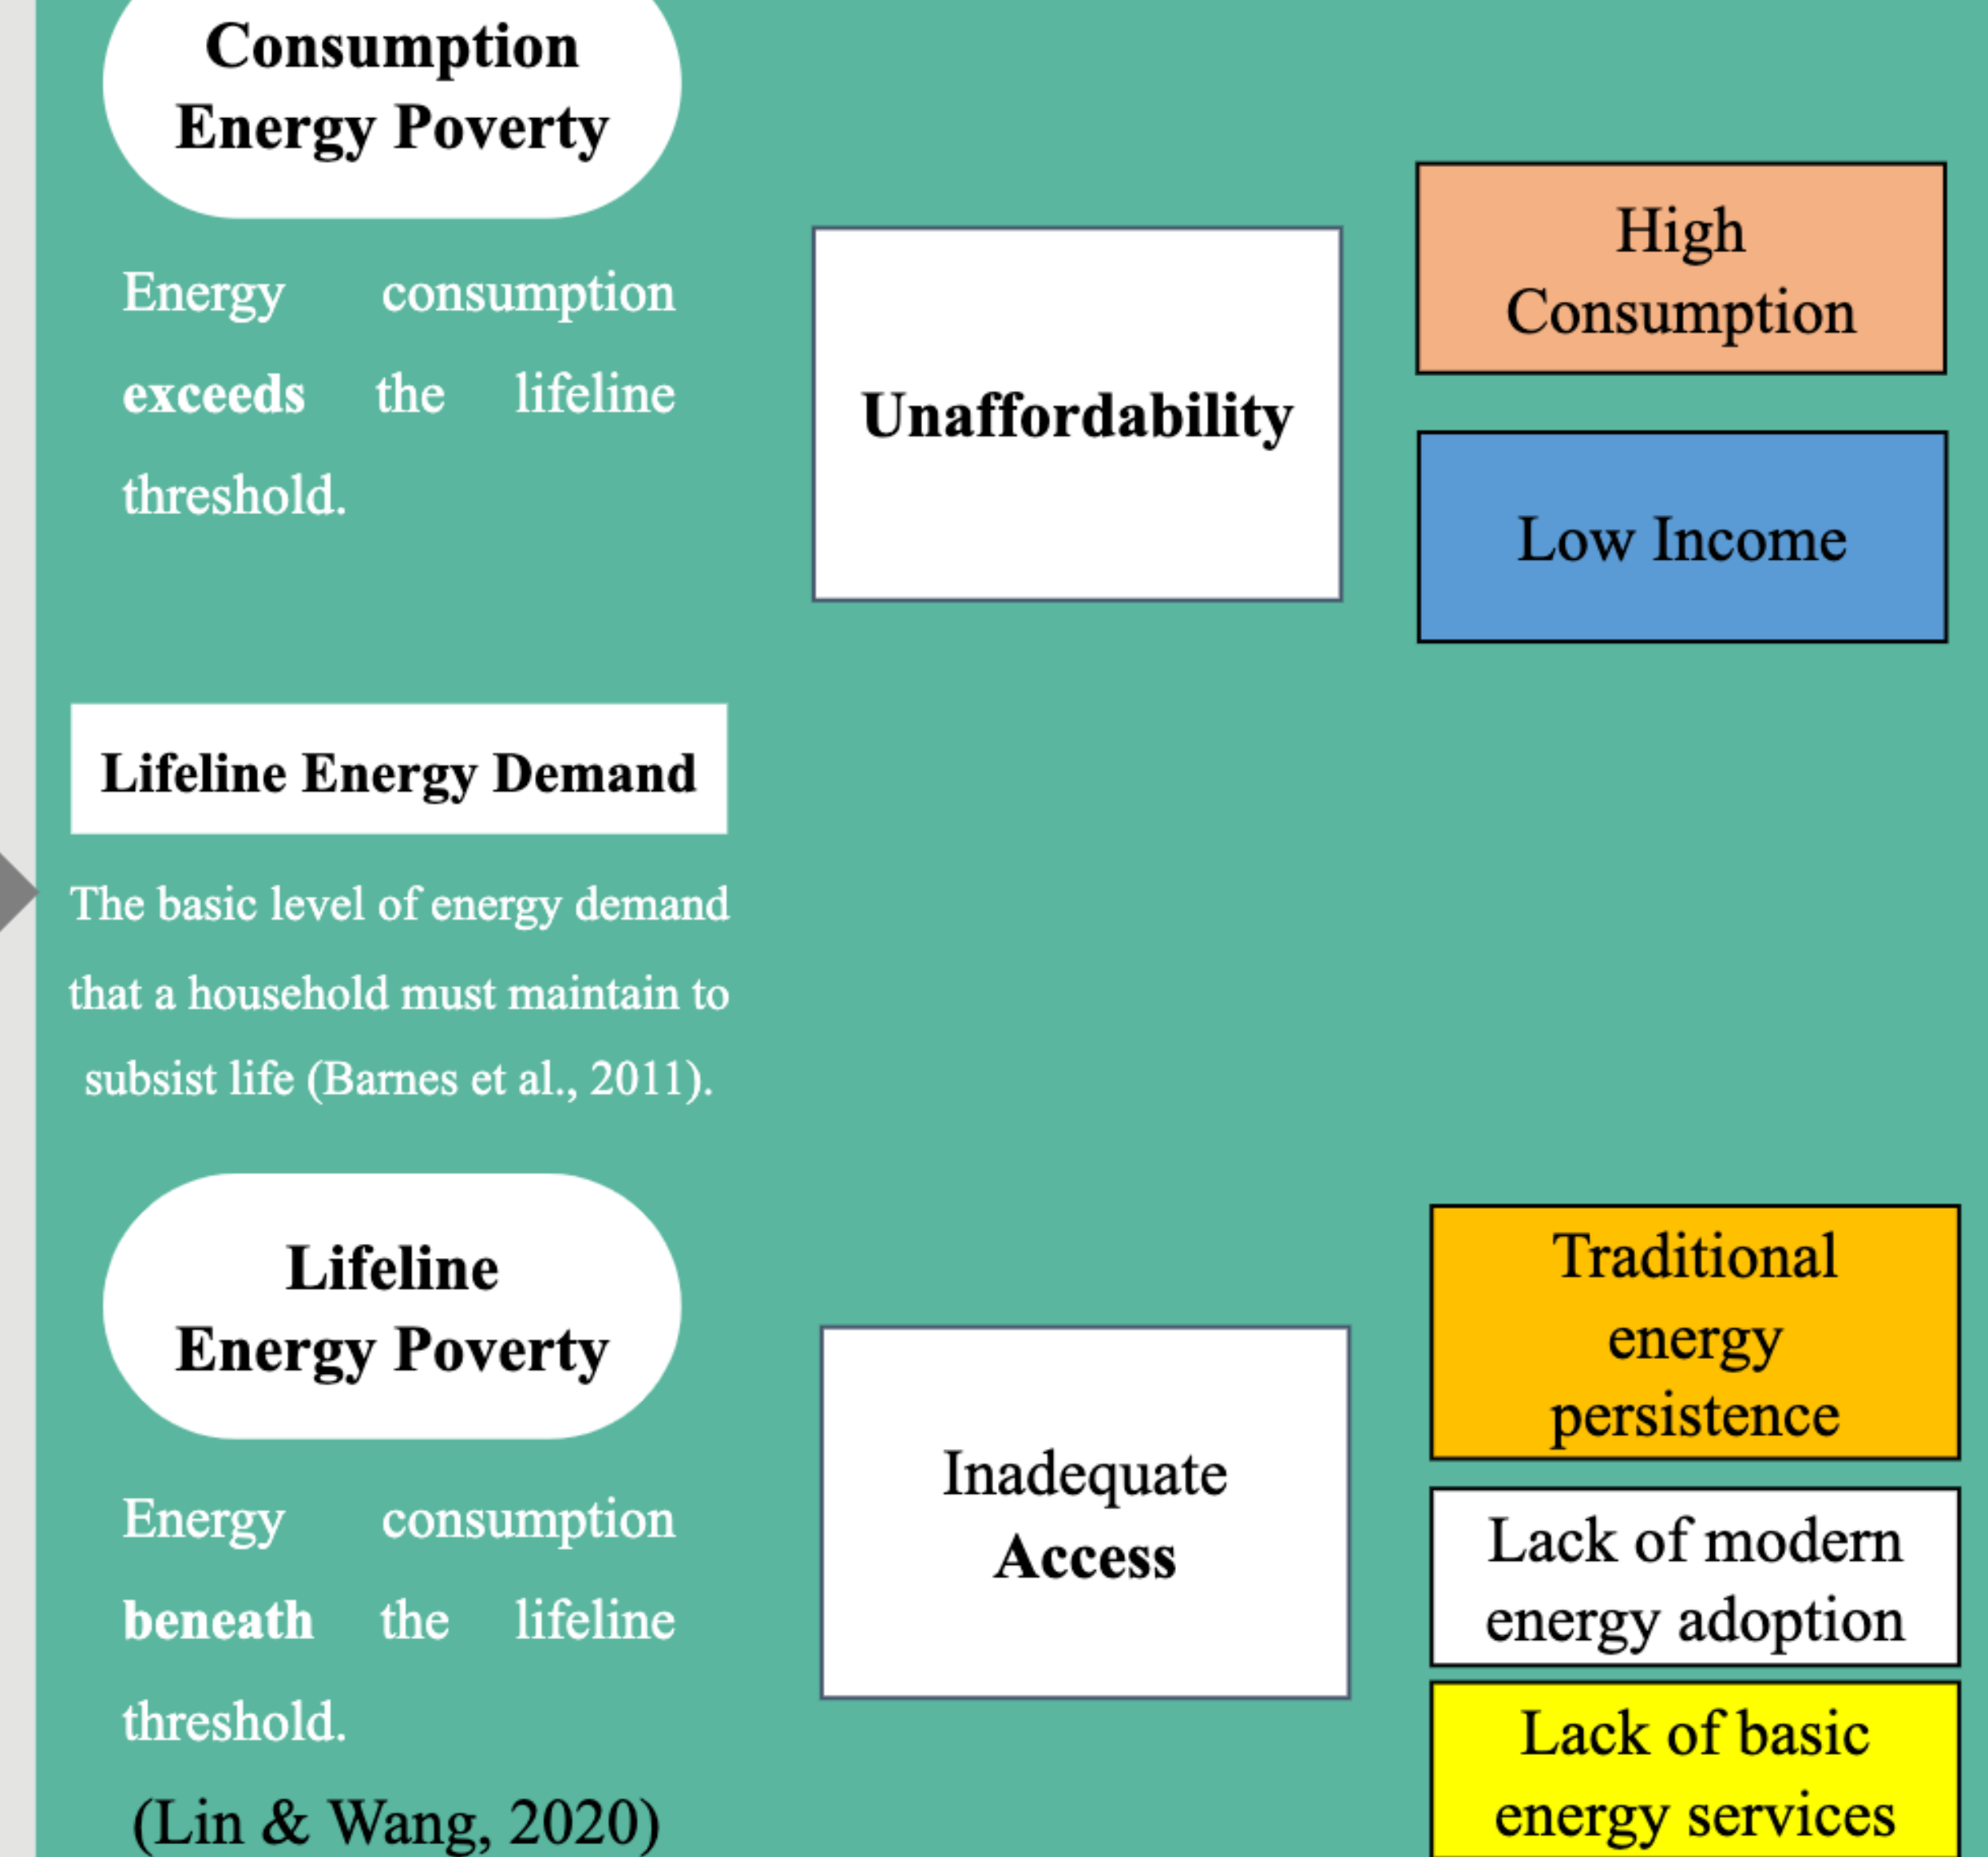 Consumption
Energy Poverty
Energy consumption
exceeds the lifeline
threshold.
Unaffordability
High
Consumption
Low Income
Lifeline Energy Demand
The basic level of energy demand
that a household must maintain to
subsist life (Barnes et al., 2011).
Lifeline
Energy Poverty
Energy consumption
beneath the lifeline
threshold.
(Lin & Wang, 2020)
Inadequate
Access
Traditional
energy
persistence
Lack of modern
energy adoption
Lack of basic
energy services